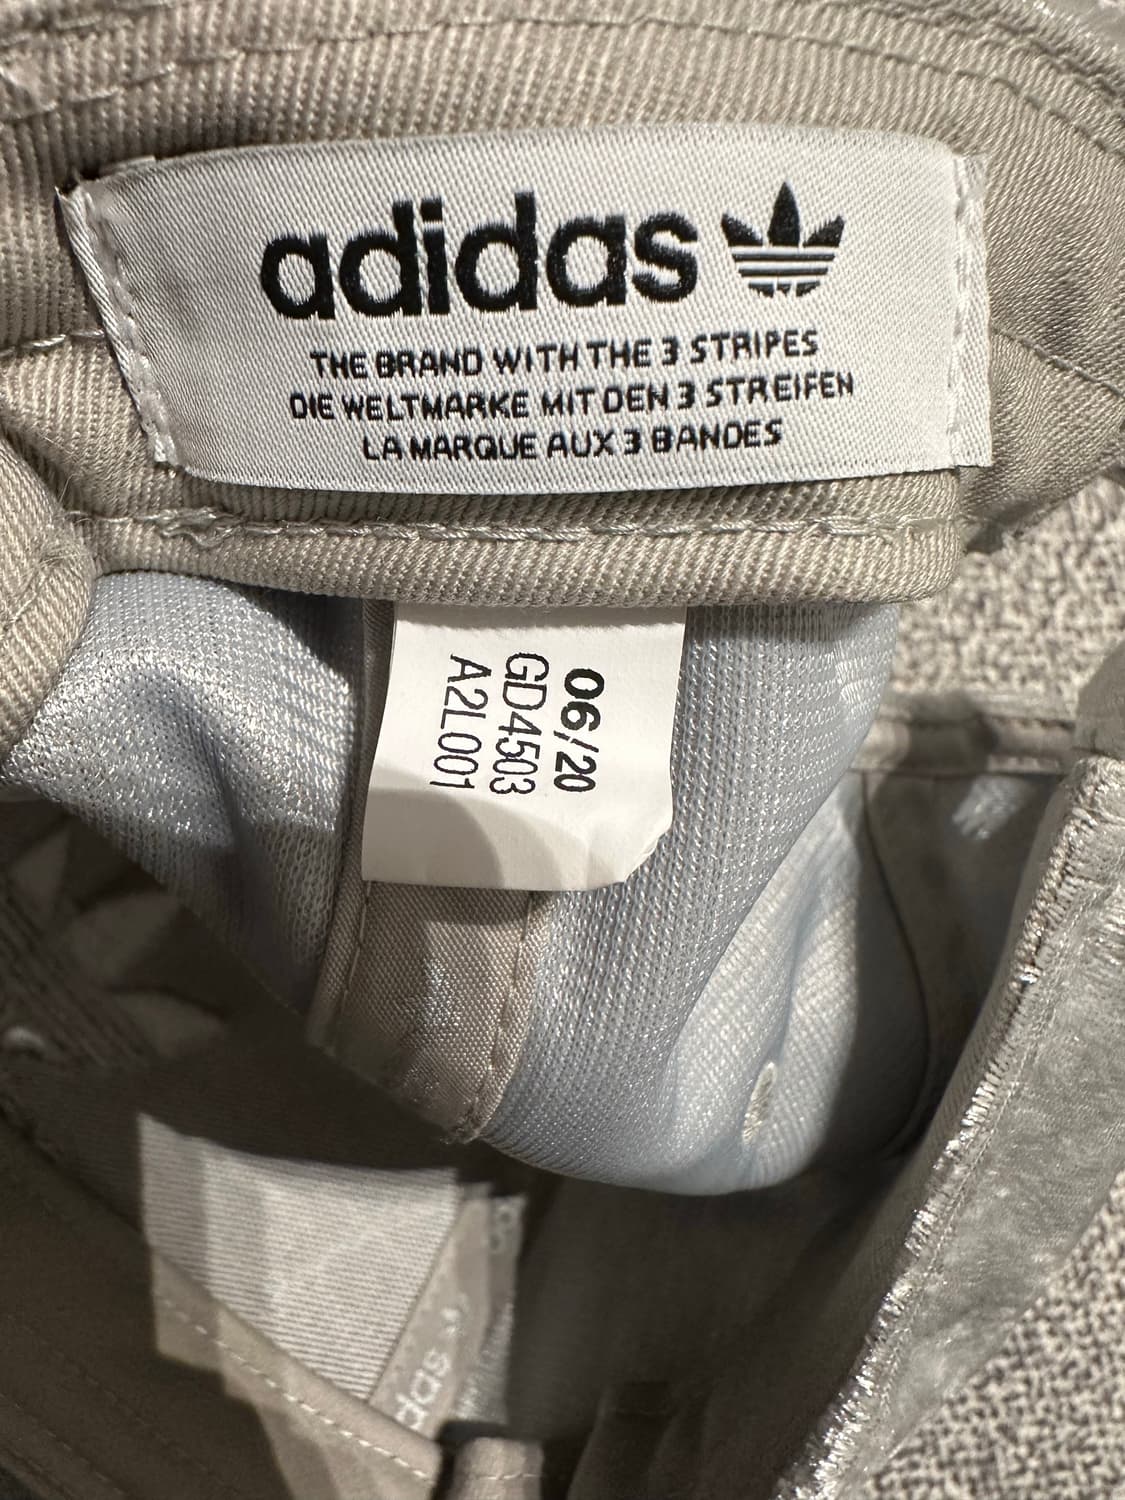 adidas
THE BRAND WITH THE 3 STRIPES
DIE WELTMARKE MIT DEN 3 STREIFEN
LA MARQUE AUX 3 BANDES
06/20
GD4503
A2L001